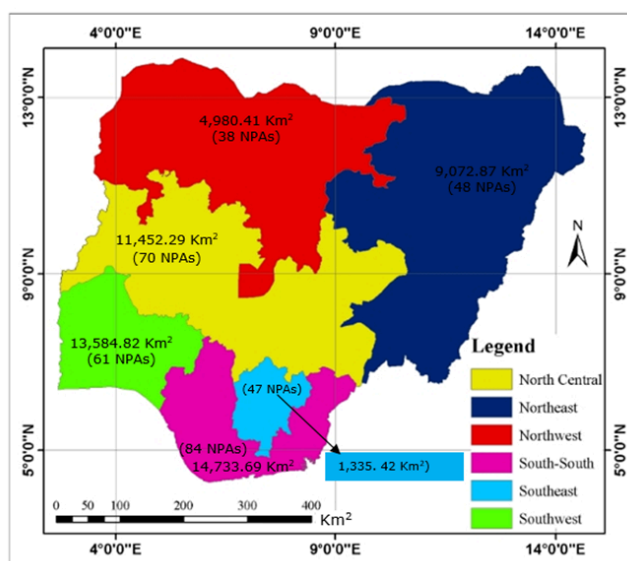 4°0'0"E 9°0'0"E 14°0'0"E
13°0'0"N 13°0'0"N
4,980.41 Km²
(38 NPAs)
9,072.87 Km²
(48 NPAs)
11,452.29 Km²
(70 NPAs)
N
9°0'0"N 9°0'0"N
13,584.82 Km²
(61 NPAs)
Legend
North Central
Northeast
Northwest
South-South
Southeast
Southwest
(47 NPAs)
(84 NPAs)
14,733.69 Km²
1,335. 42 Km²)
5°0'0"N 5°0'0"N
0 50 100 200 300 400
Km²
4°0'0"E 9°0'0"E 14°0'0"E